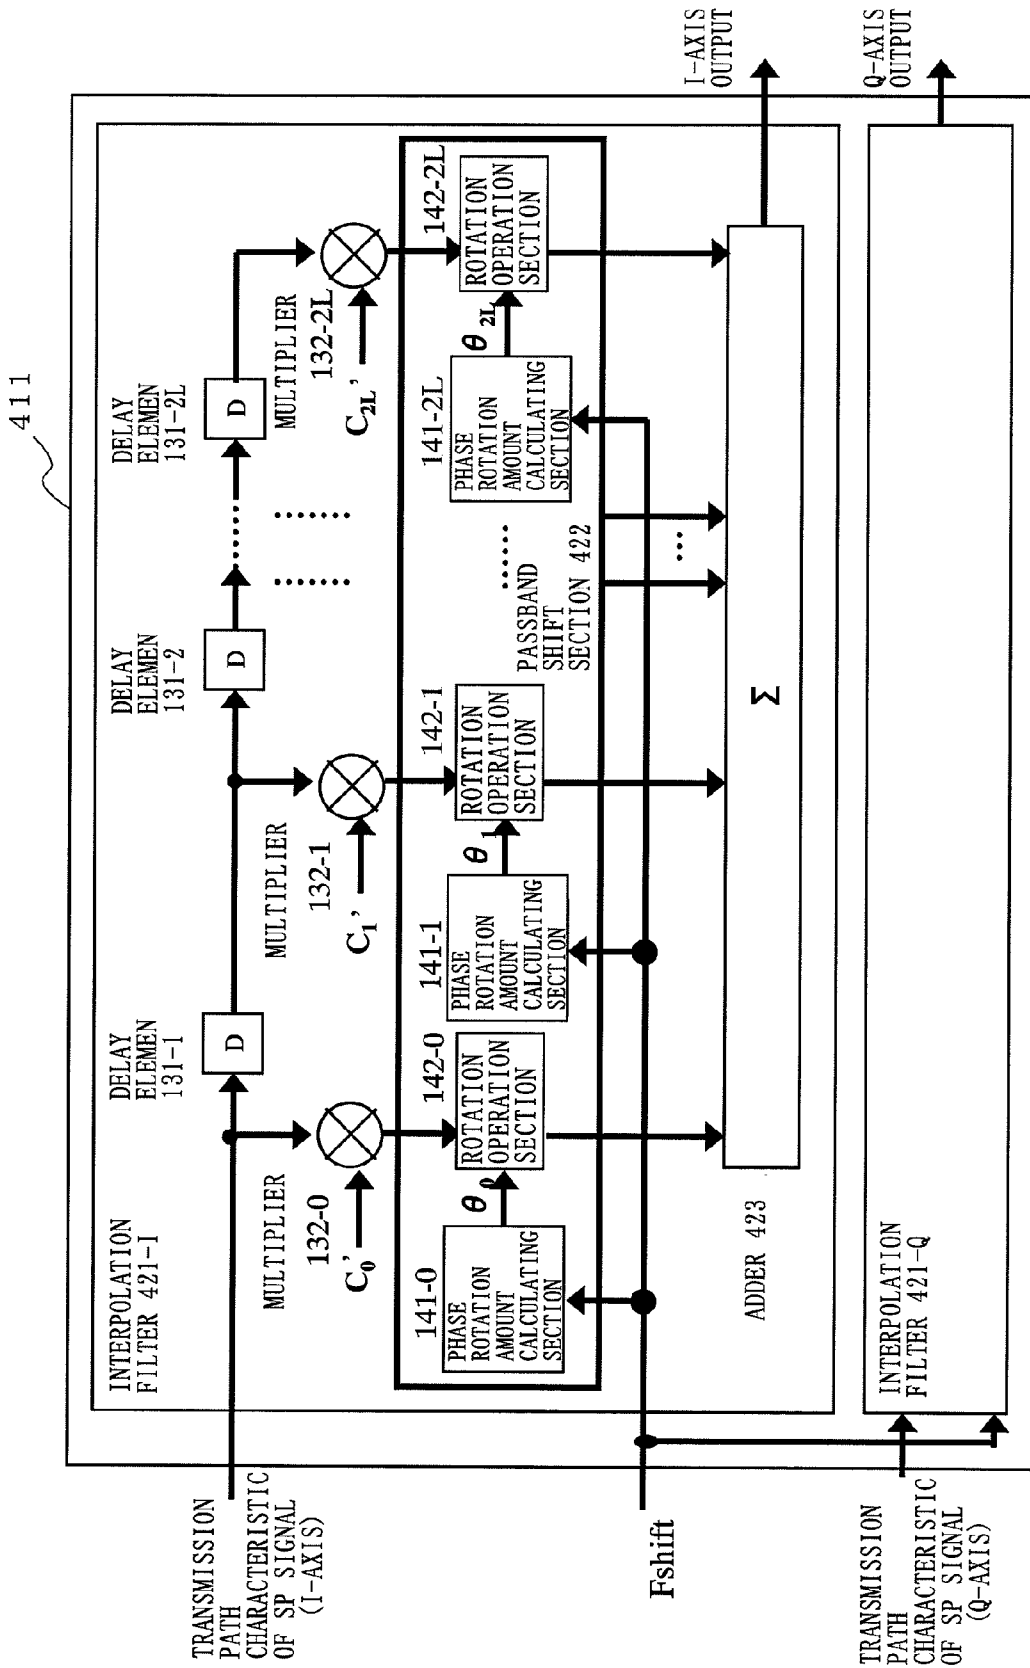 411
INTERPOLATION
FILTER 421-I
DELAY
ELEMEN
131-1
DELAY
ELEMEN
131-2
DELAY
ELEMEN
131-2L
D
D
......
D
TRANSMISSION
PATH
CHARACTERISTIC
OF SP SIGNAL
(I-AXIS)
MULTIPLIER
132-0
C0'
MULTIPLIER
132-1
C1'
.......
.......
MULTIPLIER
132-2L
C2L'
141-0
PHASE
ROTATION
AMOUNT
CALCULATING
SECTION
θ0
142-0
ROTATION
OPERATION
SECTION
141-1
PHASE
ROTATION
AMOUNT
CALCULATING
SECTION
θ1
142-1
ROTATION
OPERATION
SECTION
......
PASSBAND
SHIFT
SECTION 422
141-2L
PHASE
ROTATION
AMOUNT
CALCULATING
SECTION
θ2L
142-2L
ROTATION
OPERATION
SECTION
Fshift
...
ADDER 423
Σ
I-AXIS
OUTPUT
TRANSMISSION
PATH
CHARACTERISTIC
OF SP SIGNAL
(Q-AXIS)
INTERPOLATION
FILTER 421-Q
Q-AXIS
OUTPUT